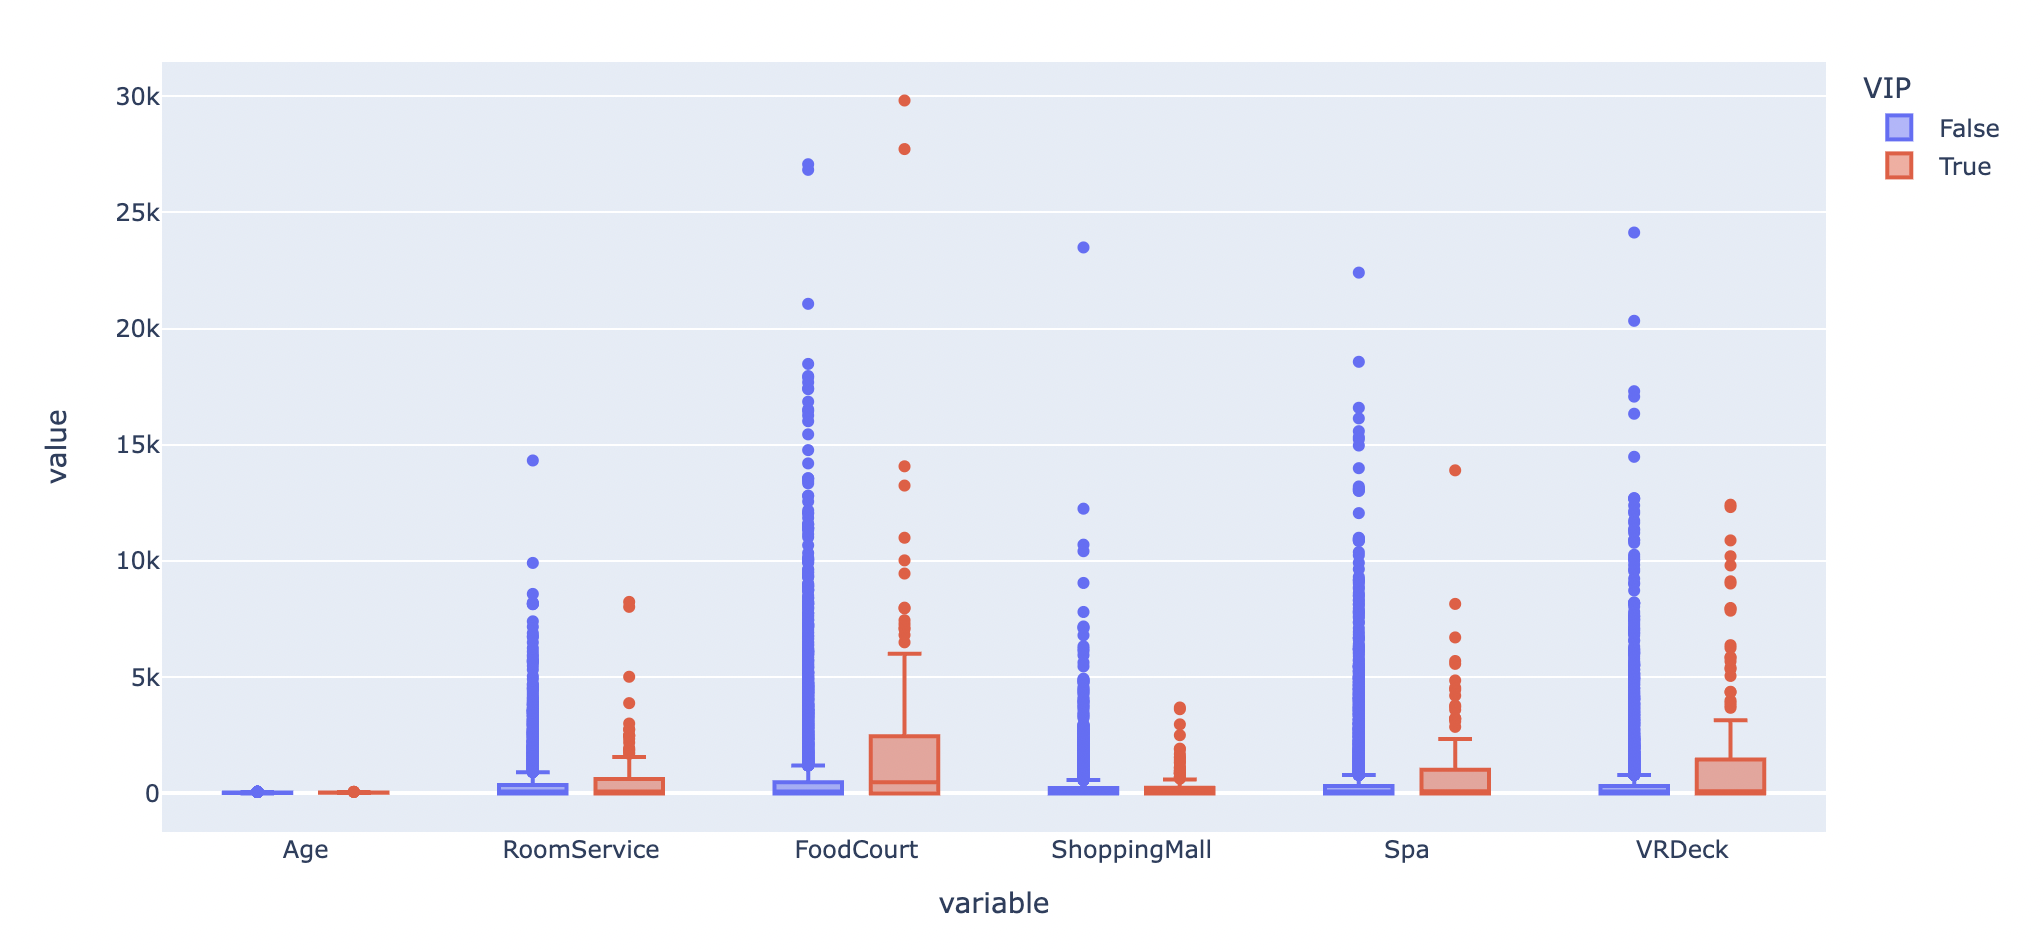 30k
25k
20k
15k
10k
5k
0
value
Age
RoomService
FoodCourt
ShoppingMall
Spa
VRDeck
variable
VIP
False
True